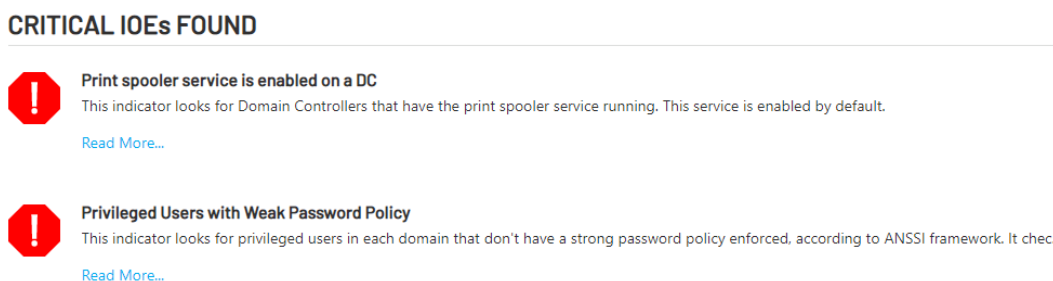 CRITICAL IOEs FOUND
Print spooler service is enabled on a DC
This indicator looks for Domain Controllers that have the print spooler service running. This service is enabled by default.
Read More...
Privileged Users with Weak Password Policy
This indicator looks for privileged users in each domain that don't have a strong password policy enforced, according to ANSSI framework. It chec
Read More...